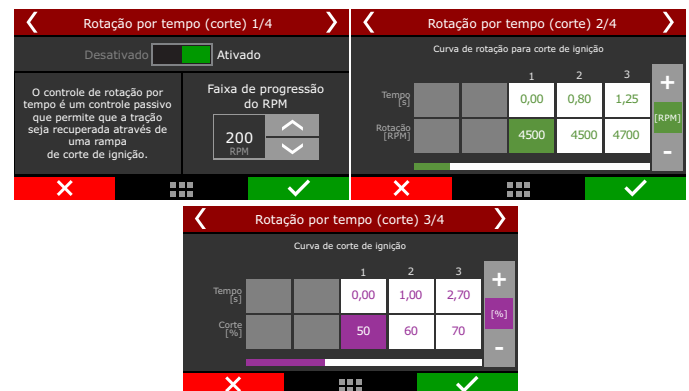 Rotação por tempo (corte) 1/4
Desativado Ativado
O controle de rotação por
tempo é um controle passivo
que permite que a tração
seja recuperada através de
uma rampa
de corte de ignição.
Faixa de progressão
do RPM
200
RPM
Rotação por tempo (corte) 2/4
Curva de rotação para corte de ignição
1 2 3
Tempo
[s]
0,00 0,80 1,25
Rotação
[RPM]
4500 4500 4700
+
[RPM]
-
Rotação por tempo (corte) 3/4
Curva de corte de ignição
1 2 3
Tempo
[s]
0,00 1,00 2,70
Corte
[%]
50 60 70
+
[%]
-